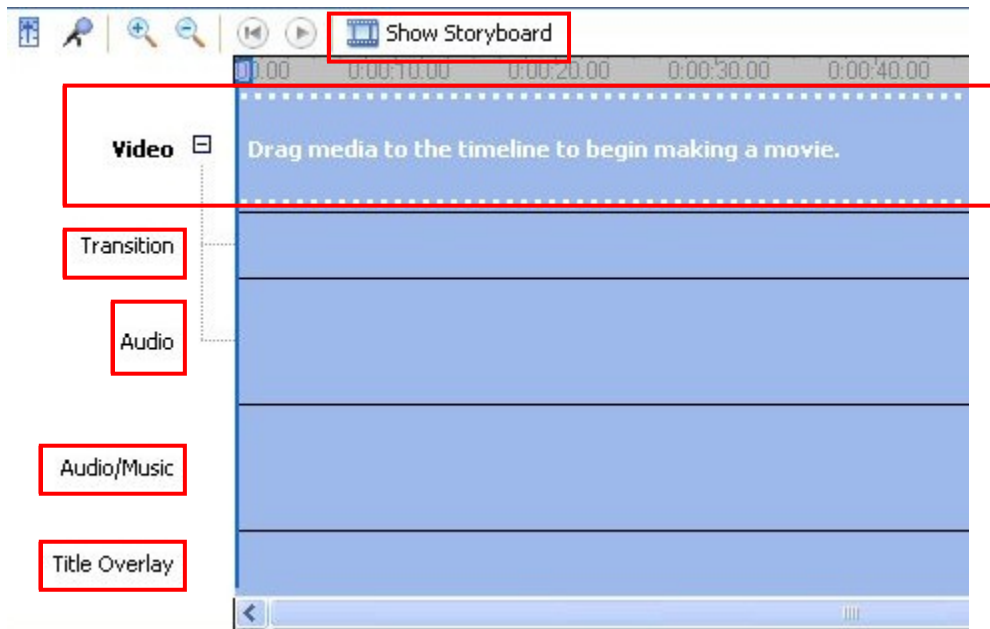 Show Storyboard
0.00 0:00:10.00 0:00:20.00 0:00:30.00 0:00:40.00
Video Drag media to the timeline to begin making a movie.
Transition
Audio
Audio/Music
Title Overlay